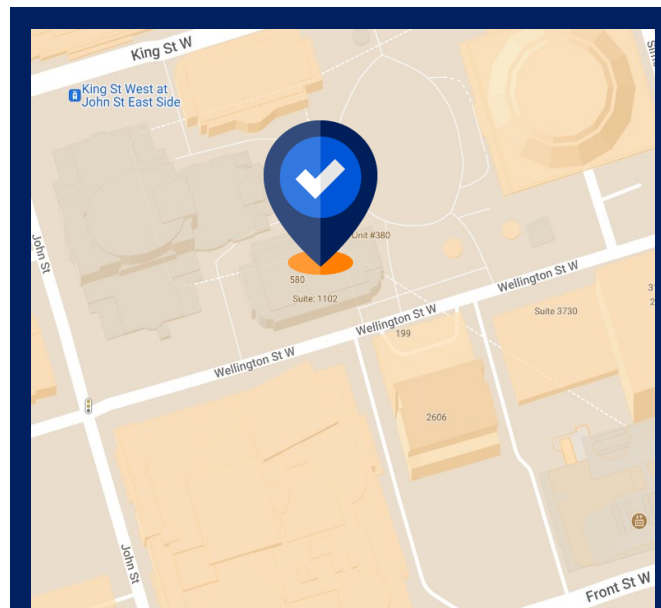 King St W
King St West at
John St East Side
Unit #380
John St
580
Suite: 1102
Wellington St W
Wellington St W
Wellington St W
Suite 3730
199
2606
John St
Front St W